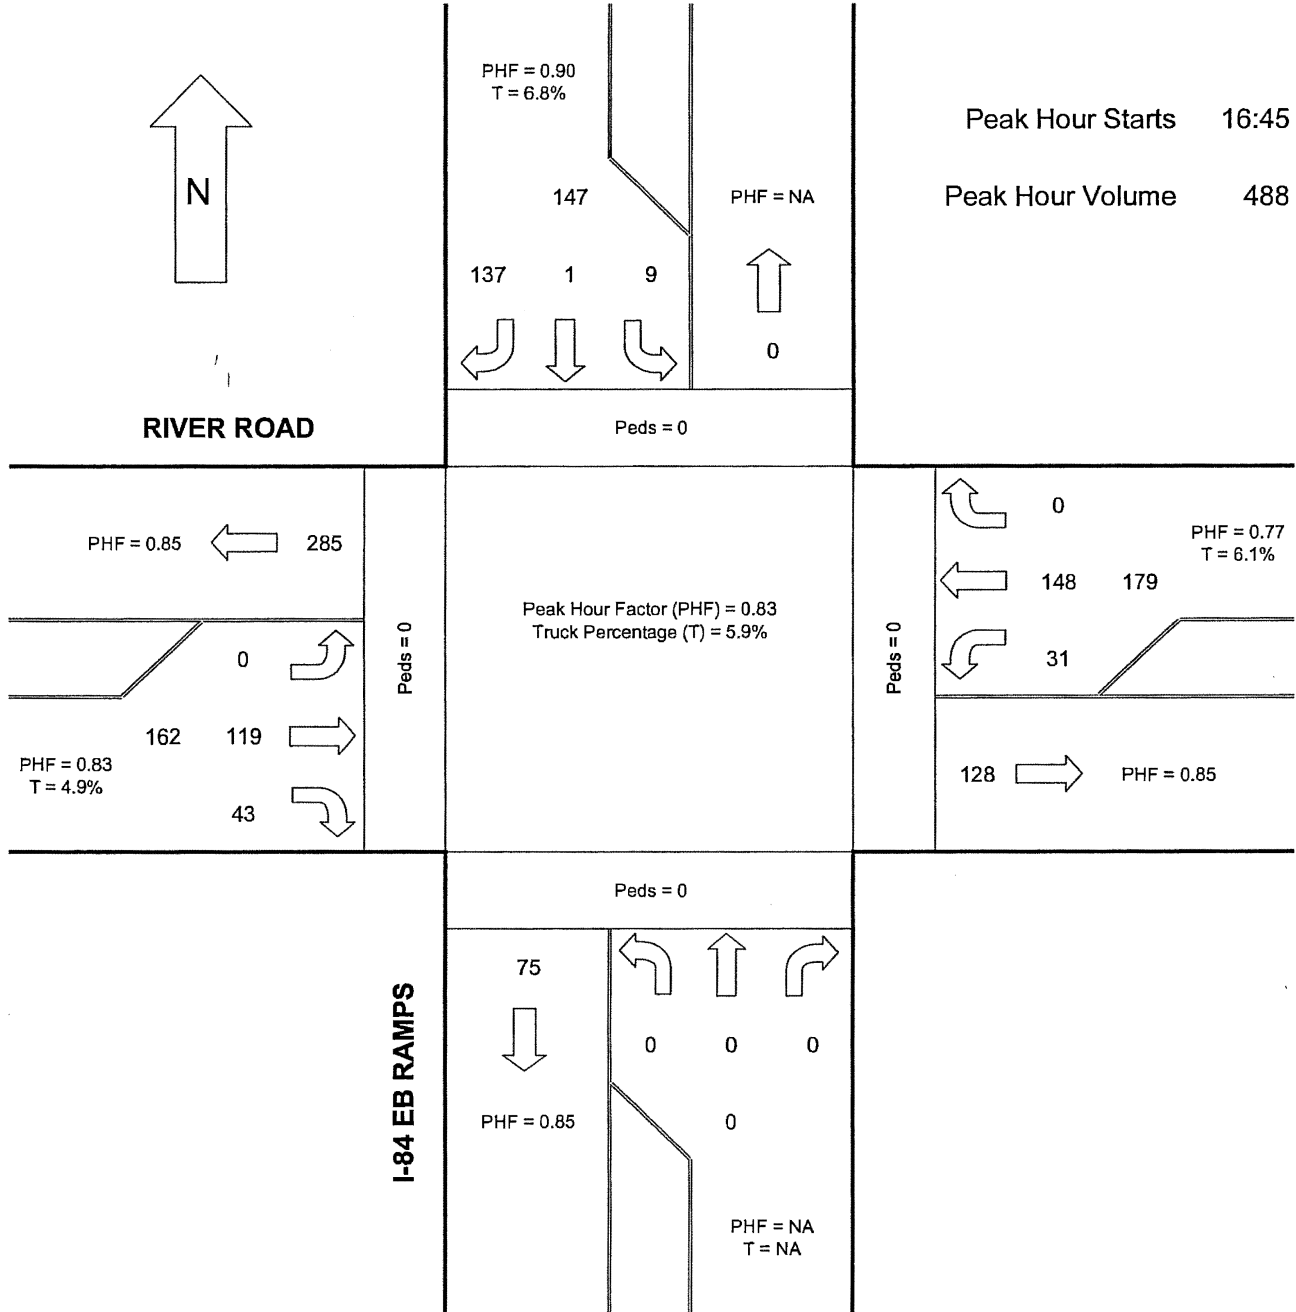 PHF = 0.90
T = 6.8%
Peak Hour Starts 16:45
N
147
PHF = NA
Peak Hour Volume 488
137 1 9
0
RIVER ROAD
Peds = 0
PHF = 0.85
285
0
PHF = 0.77
T = 6.1%
148 179
31
Peak Hour Factor (PHF) = 0.83
Truck Percentage (T) = 5.9%
Peds = 0
Peds = 0
0
162 119
PHF = 0.83
T = 4.9%
43
128
PHF = 0.85
Peds = 0
75
0 0 0
I-84 EB RAMPS
PHF = 0.85
0
PHF = NA
T = NA